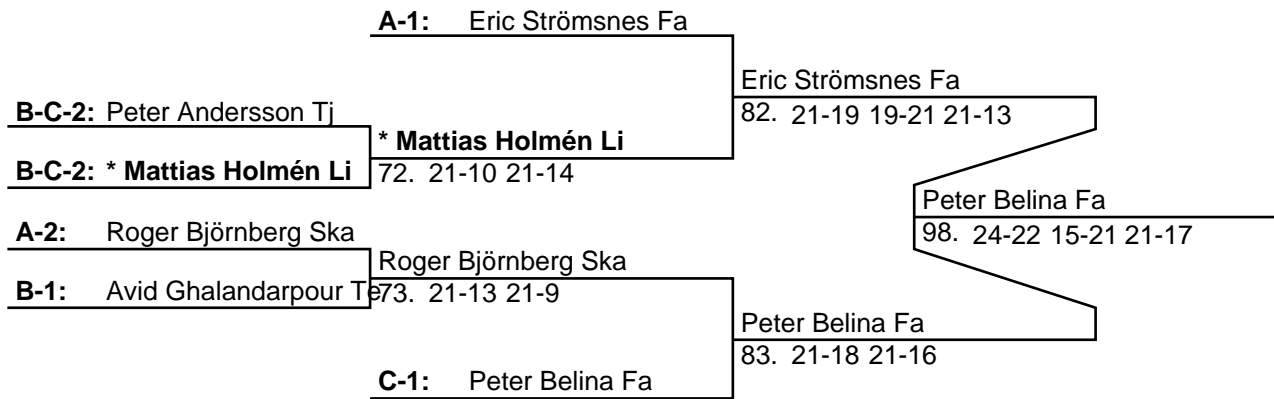 A-1: Eric Strömsnes Fa
Eric Strömsnes Fa
82. 21-19 19-21 21-13
B-C-2: Peter Andersson Tj
* Mattias Holmén Li
72. 21-10 21-14
B-C-2: * Mattias Holmén Li
Peter Belina Fa
98. 24-22 15-21 21-17
A-2: Roger Björnberg Ska
Roger Björnberg Ska
73. 21-13 21-9
B-1: Avid Ghalandarpour Te
Peter Belina Fa
83. 21-18 21-16
C-1: Peter Belina Fa